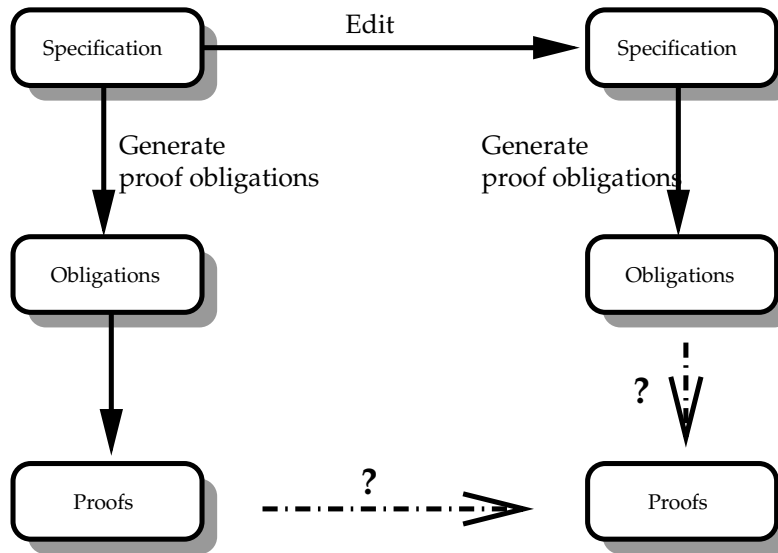 Specification
Edit
Specification
Generate
proof obligations
Generate
proof obligations
Obligations
Obligations
?
?
Proofs
Proofs